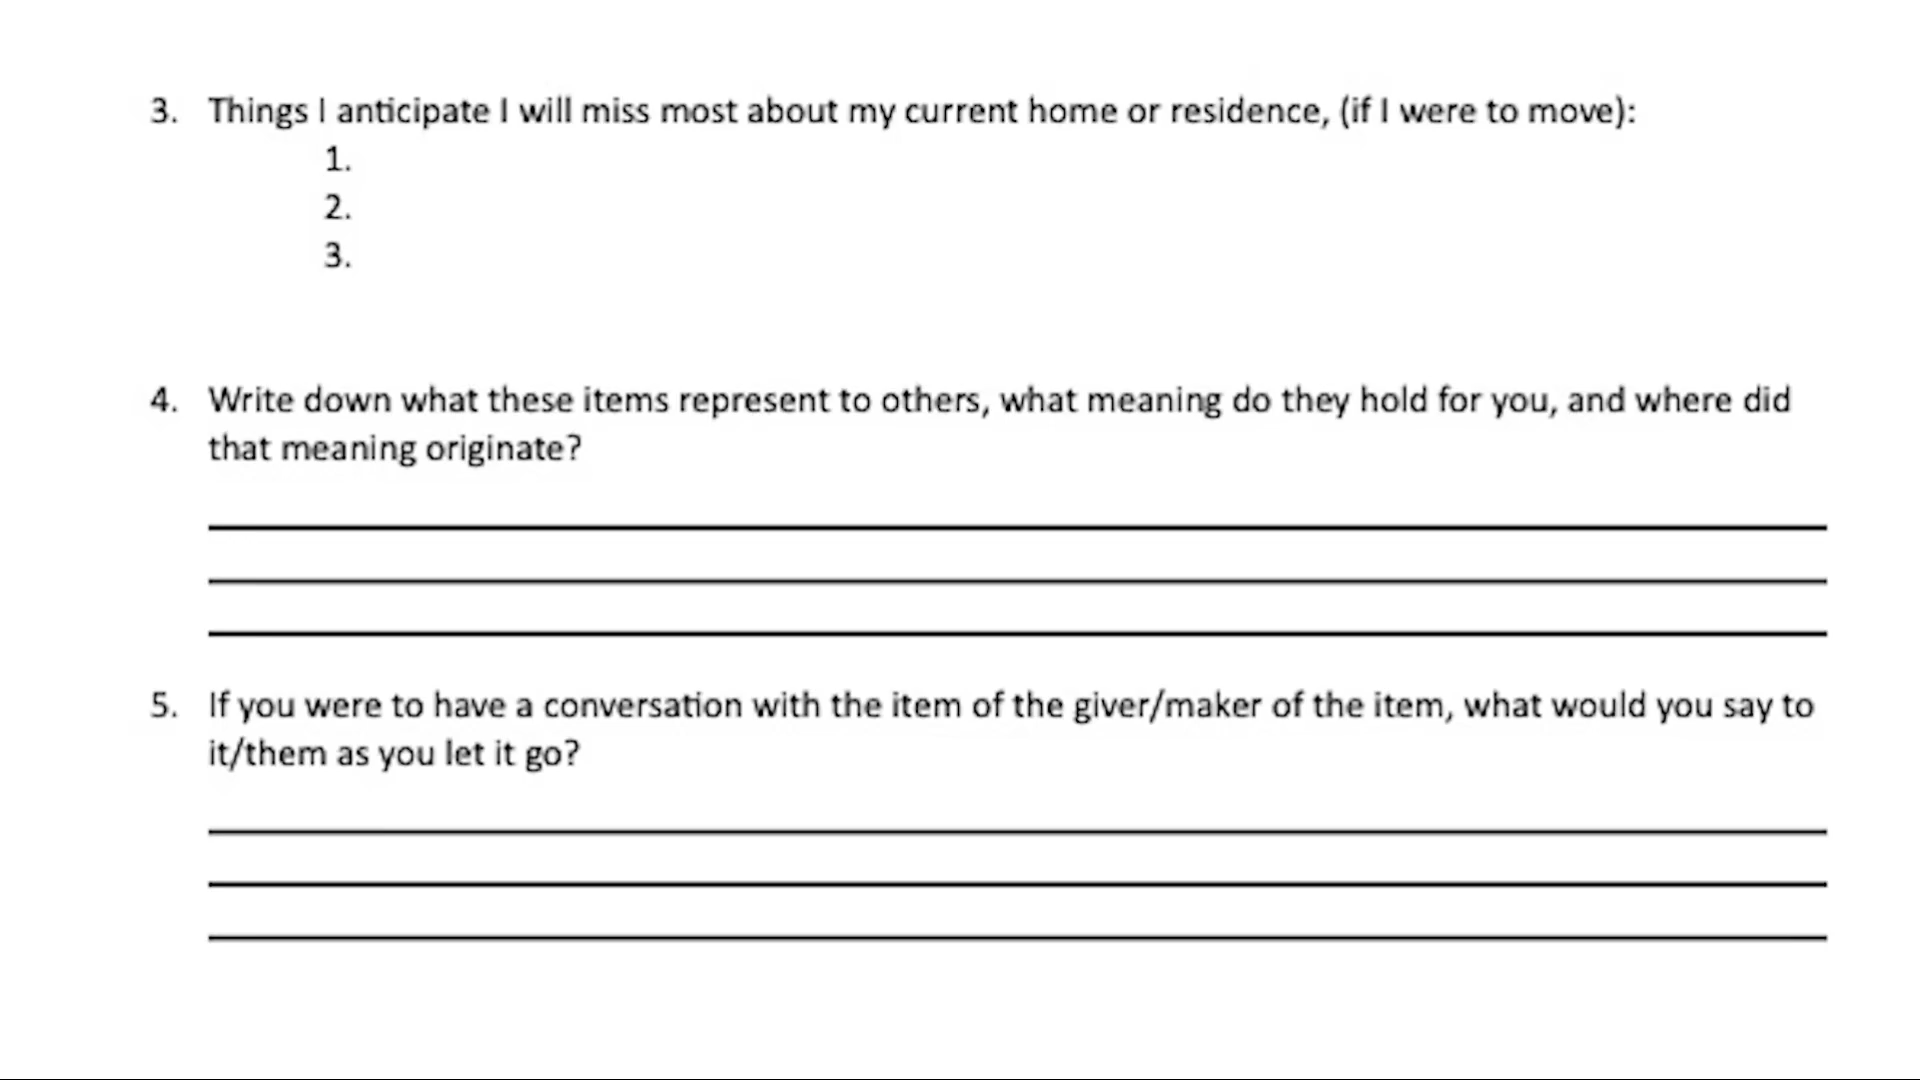 3. Things I anticipate I will miss most about my current home or residence, (if I were to move):
1.
2.
3.
4. Write down what these items represent to others, what meaning do they hold for you, and where did
that meaning originate?
5. If you were to have a conversation with the item of the giver/maker of the item, what would you say to
it/them as you let it go?